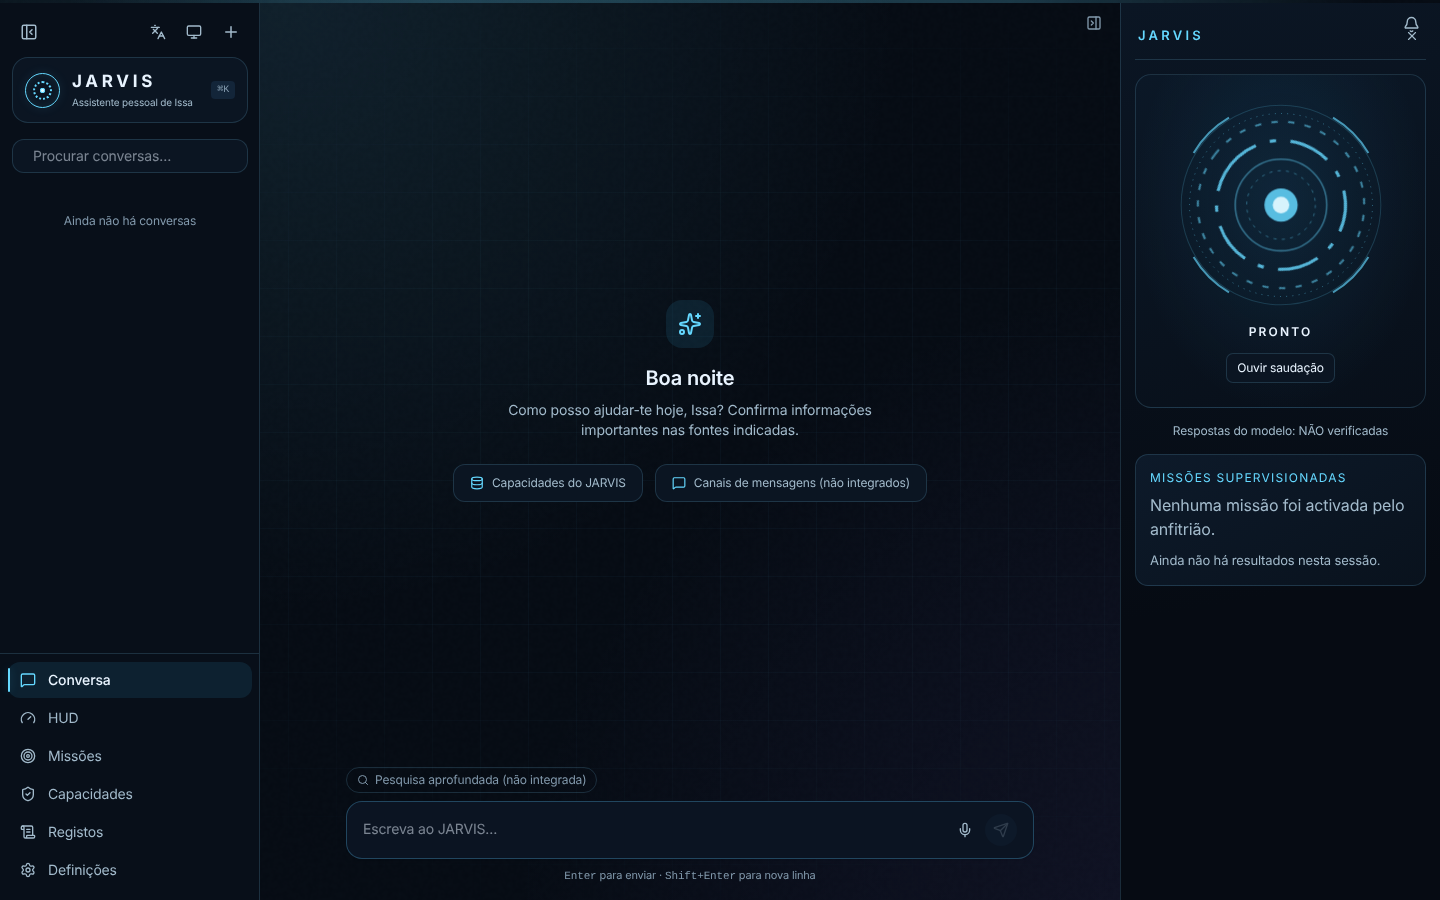 JARVIS
Assistente pessoal de Issa
⌘K
Procurar conversas...
Ainda não há conversas
Conversa
HUD
Missões
Capacidades
Registos
Definições
Boa noite
Como posso ajudar-te hoje, Issa? Confirma informações
importantes nas fontes indicadas.
Capacidades do JARVIS
Canais de mensagens (não integrados)
Pesquisa aprofundada (não integrada)
Escreva ao JARVIS...
Enter para enviar · Shift+Enter para nova linha
JARVIS
PRONTO
Ouvir saudação
Respostas do modelo: NÃO verificadas
MISSÕES SUPERVISIONADAS
Nenhuma missão foi activada pelo
anfitrião.
Ainda não há resultados nesta sessão.